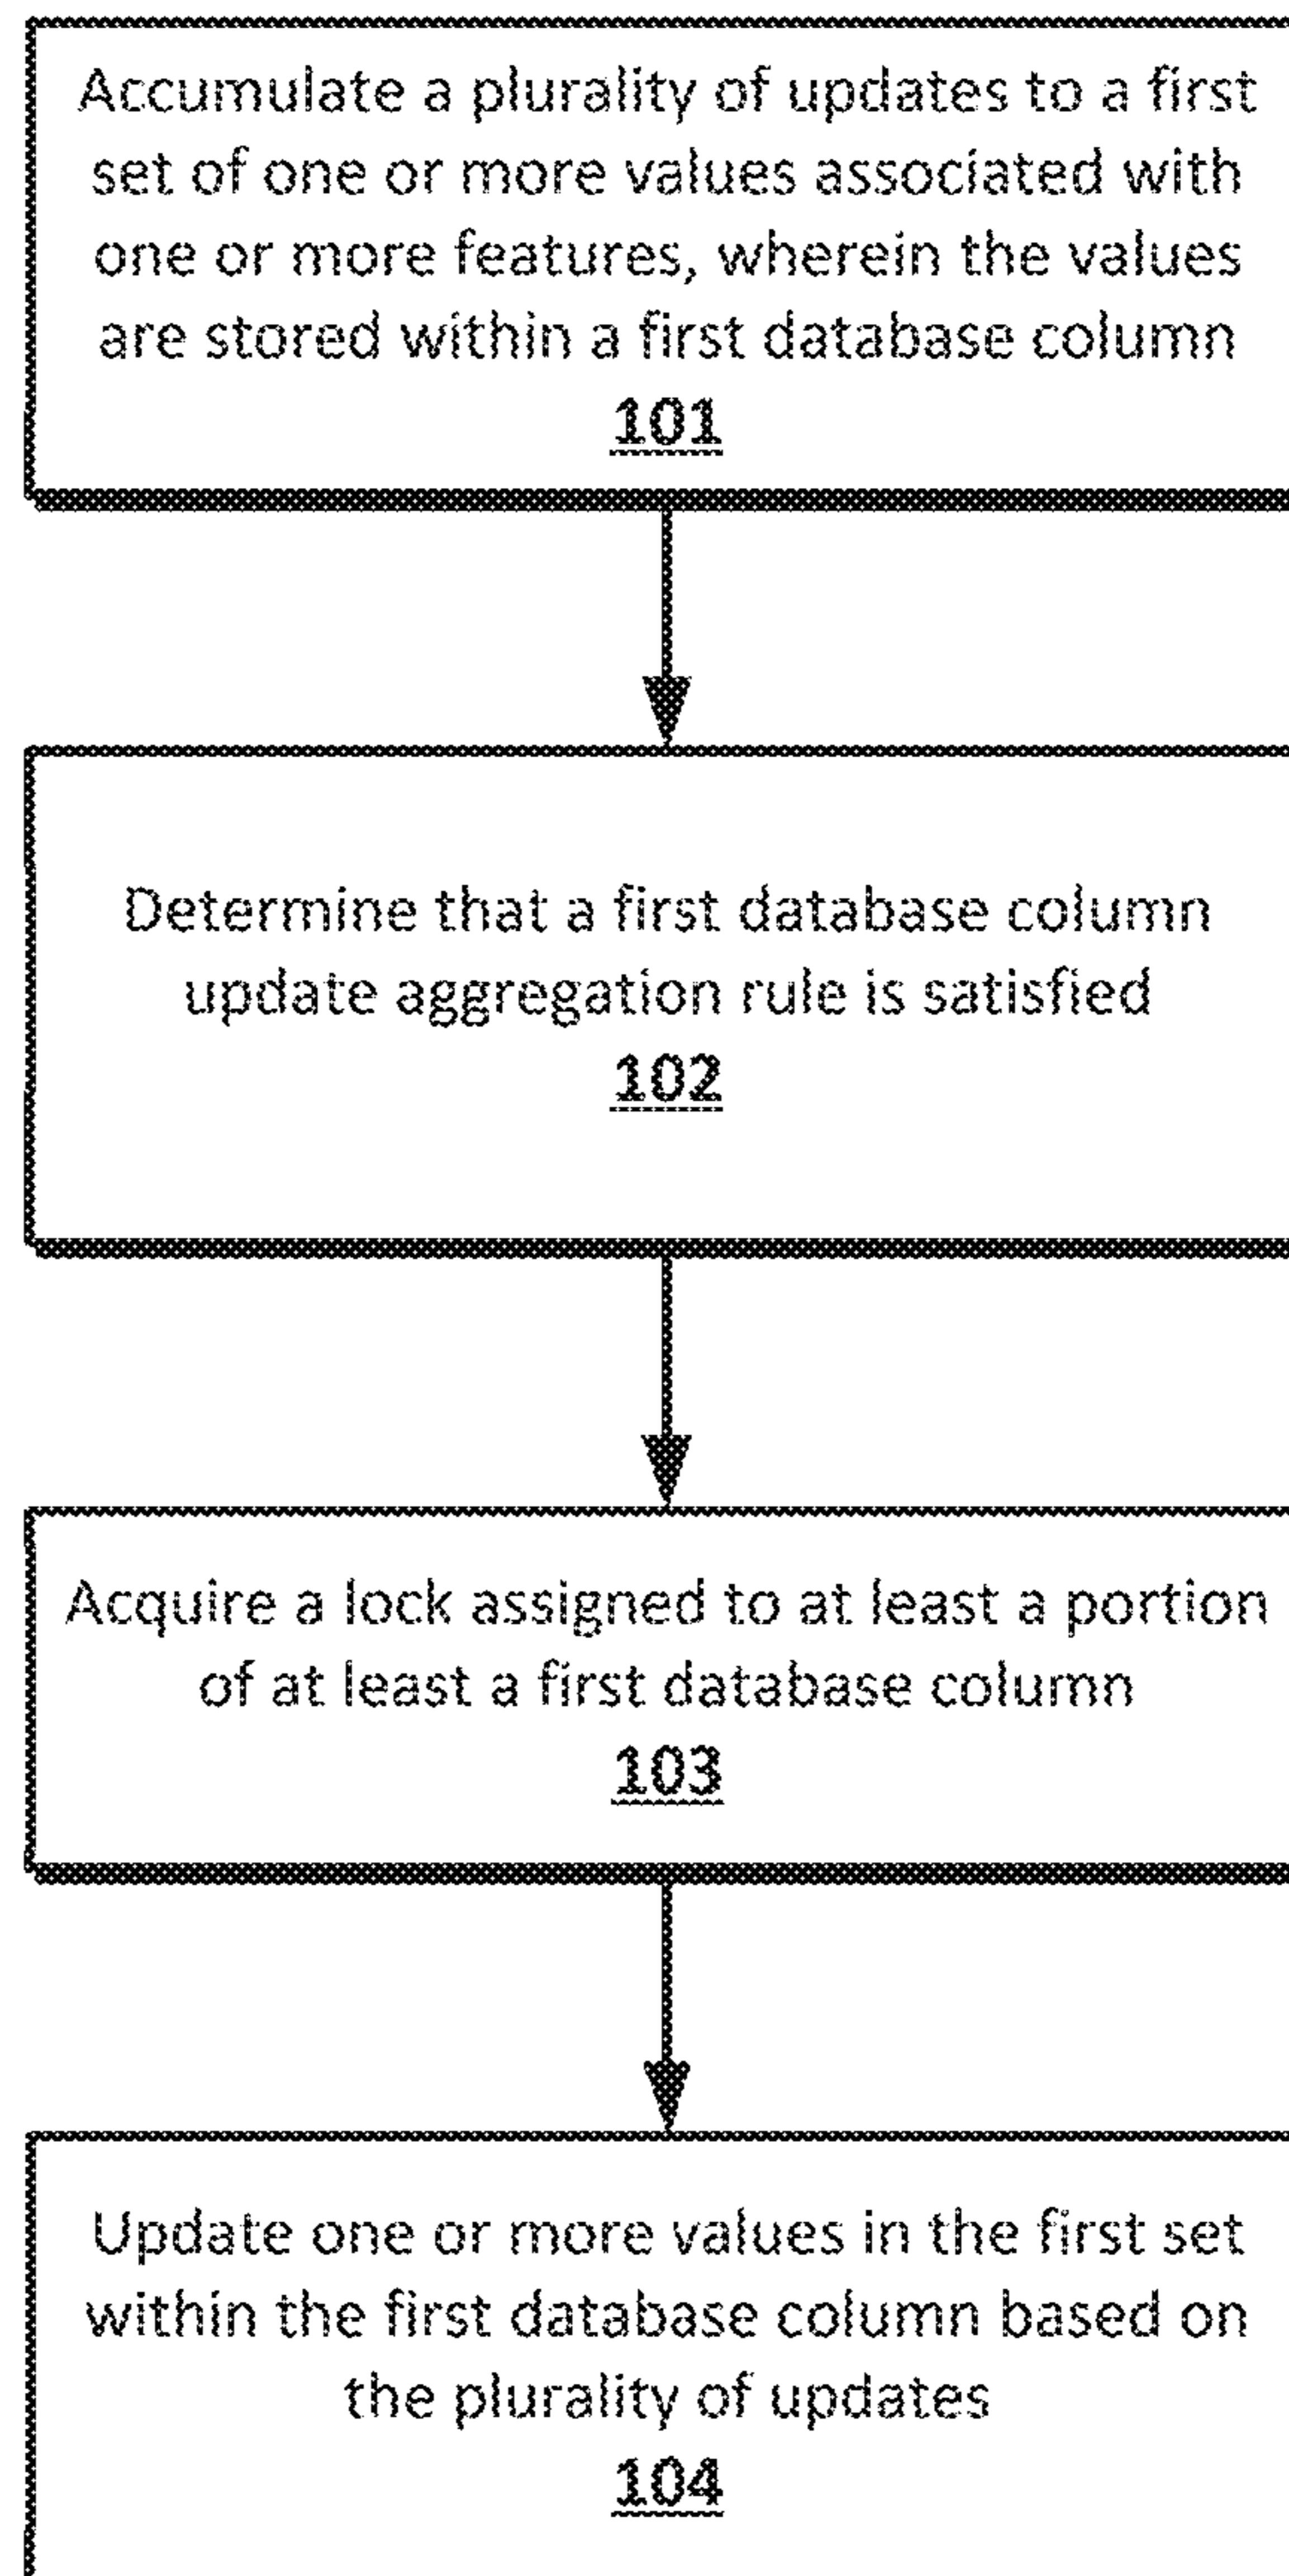 Accumulate a plurality of updates to a first
set of one or more values associated with
one or more features, wherein the values
are stored within a first database column
101
Determine that a first database column
update aggregation rule is satisfied
102
Acquire a lock assigned to at least a portion
of at least a first database column
103
Update one or more values in the first set
within the first database column based on
the plurality of updates
104